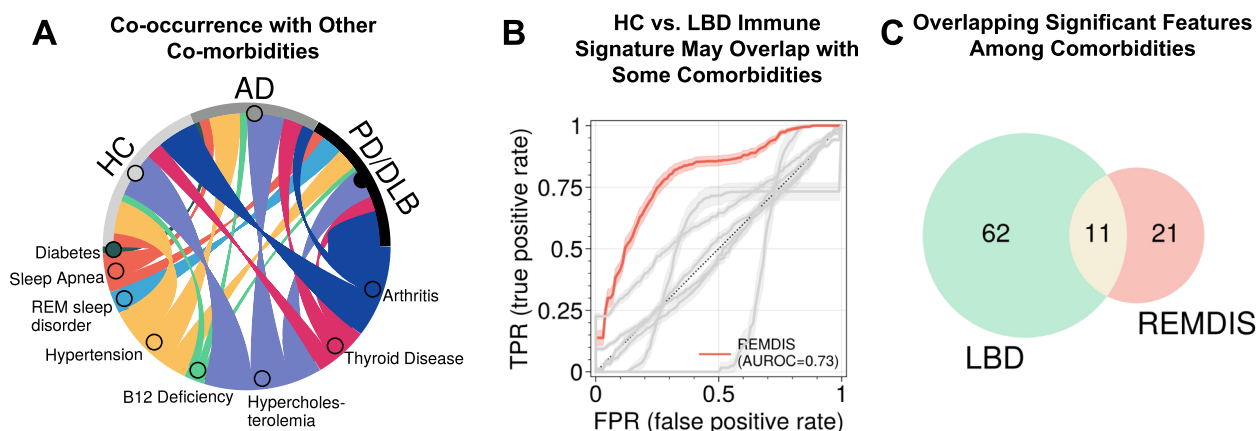 A
Co-occurrence with Other
Co-morbidities
AD
HC
PD/DLB
Diabetes
Sleep Apnea
REM sleep
disorder
Hypertension
B12 Deficiency
Hypercholes-
terolemia
Thyroid Disease
Arthritis
B
HC vs. LBD Immune
Signature May Overlap with
Some Comorbidities
TPR (true positive rate)
1
0.75
0.5
0.25
0
REMDIS
(AUROC=0.73)
0
0.5
1
FPR (false positive rate)
C
Overlapping Significant Features
Among Comorbidities
62
11
21
REMDIS
LBD